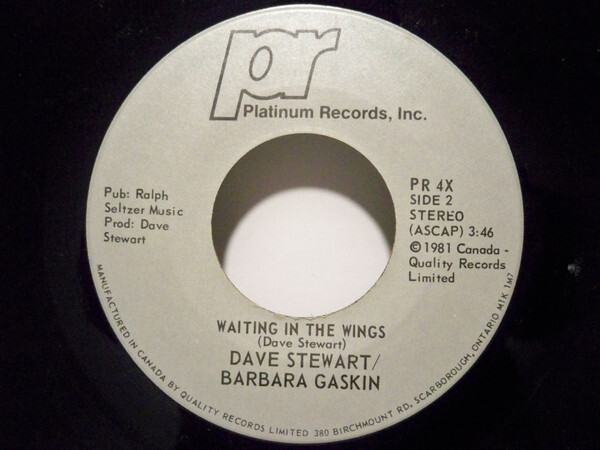 pr
Platinum Records, Inc.
Pub: Ralph
Seltzer Music
Prod: Dave
Stewart
PR 4X
SIDE 2
STEREO
(ASCAP) 3:46
©1981 Canada -
Quality Records
Limited
WAITING IN THE WINGS
(Dave Stewart)
DAVE STEWART/
BARBARA GASKIN
MANUFACTURED IN CANADA BY QUALITY RECORDS LIMITED 380 BIRCHMOUNT RD. SCARBOROUGH, ONTARIO M1K 1M7